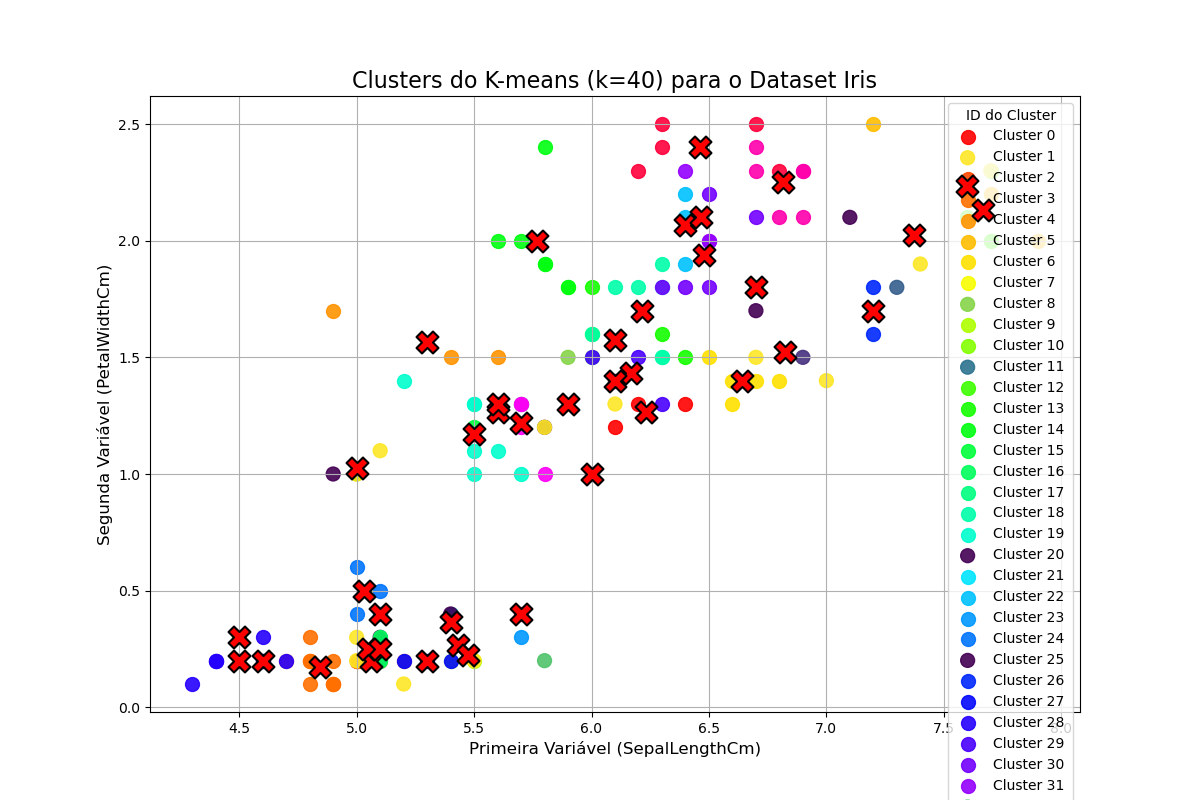 Clusters do K-means (k=40) para o Dataset Iris
Segunda Variável (PetalWidthCm)
2.5
2.0
1.5
1.0
0.5
0.0
4.5 5.0 5.5 6.0 6.5 7.0 7.5 8.0
Primeira Variável (SepalLengthCm)
ID do Cluster
Cluster 0
Cluster 1
Cluster 2
Cluster 3
Cluster 4
Cluster 5
Cluster 6
Cluster 7
Cluster 8
Cluster 9
Cluster 10
Cluster 11
Cluster 12
Cluster 13
Cluster 14
Cluster 15
Cluster 16
Cluster 17
Cluster 18
Cluster 19
Cluster 20
Cluster 21
Cluster 22
Cluster 23
Cluster 24
Cluster 25
Cluster 26
Cluster 27
Cluster 28
Cluster 29
Cluster 30
Cluster 31